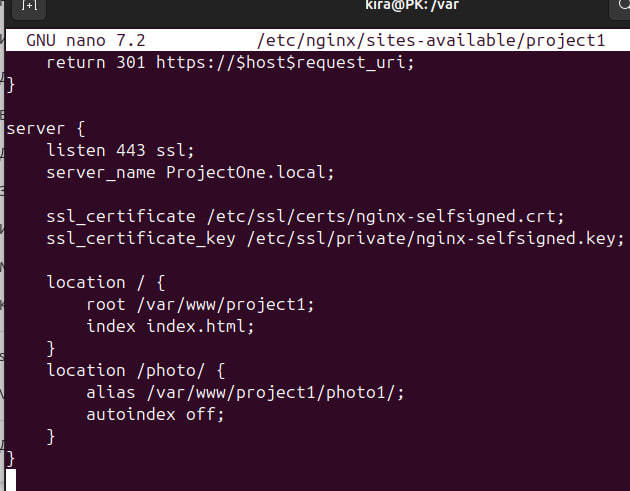 kira@PK: /var
GNU nano 7.2 /etc/nginx/sites-available/project1
return 301 https://$host$request_uri;
}
server {
listen 443 ssl;
server_name ProjectOne.local;
ssl_certificate /etc/ssl/certs/nginx-selfsigned.crt;
ssl_certificate_key /etc/ssl/private/nginx-selfsigned.key;
location / {
root /var/www/project1;
index index.html;
}
location /photo/ {
alias /var/www/project1/photo1/;
autoindex off;
}
}